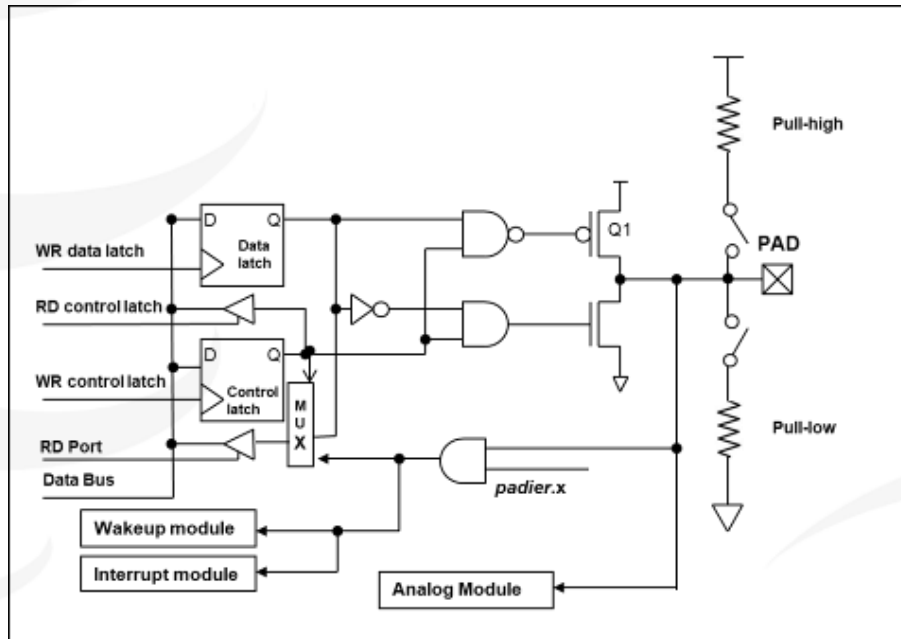 Pull-high
Q1
PAD
D Q
Data
latch
WR data latch
RD control latch
D Q
Control
latch
WR control latch
M
U
X
RD Port
Data Bus
padier.x
Pull-low
Wakeup module
Interrupt module
Analog Module